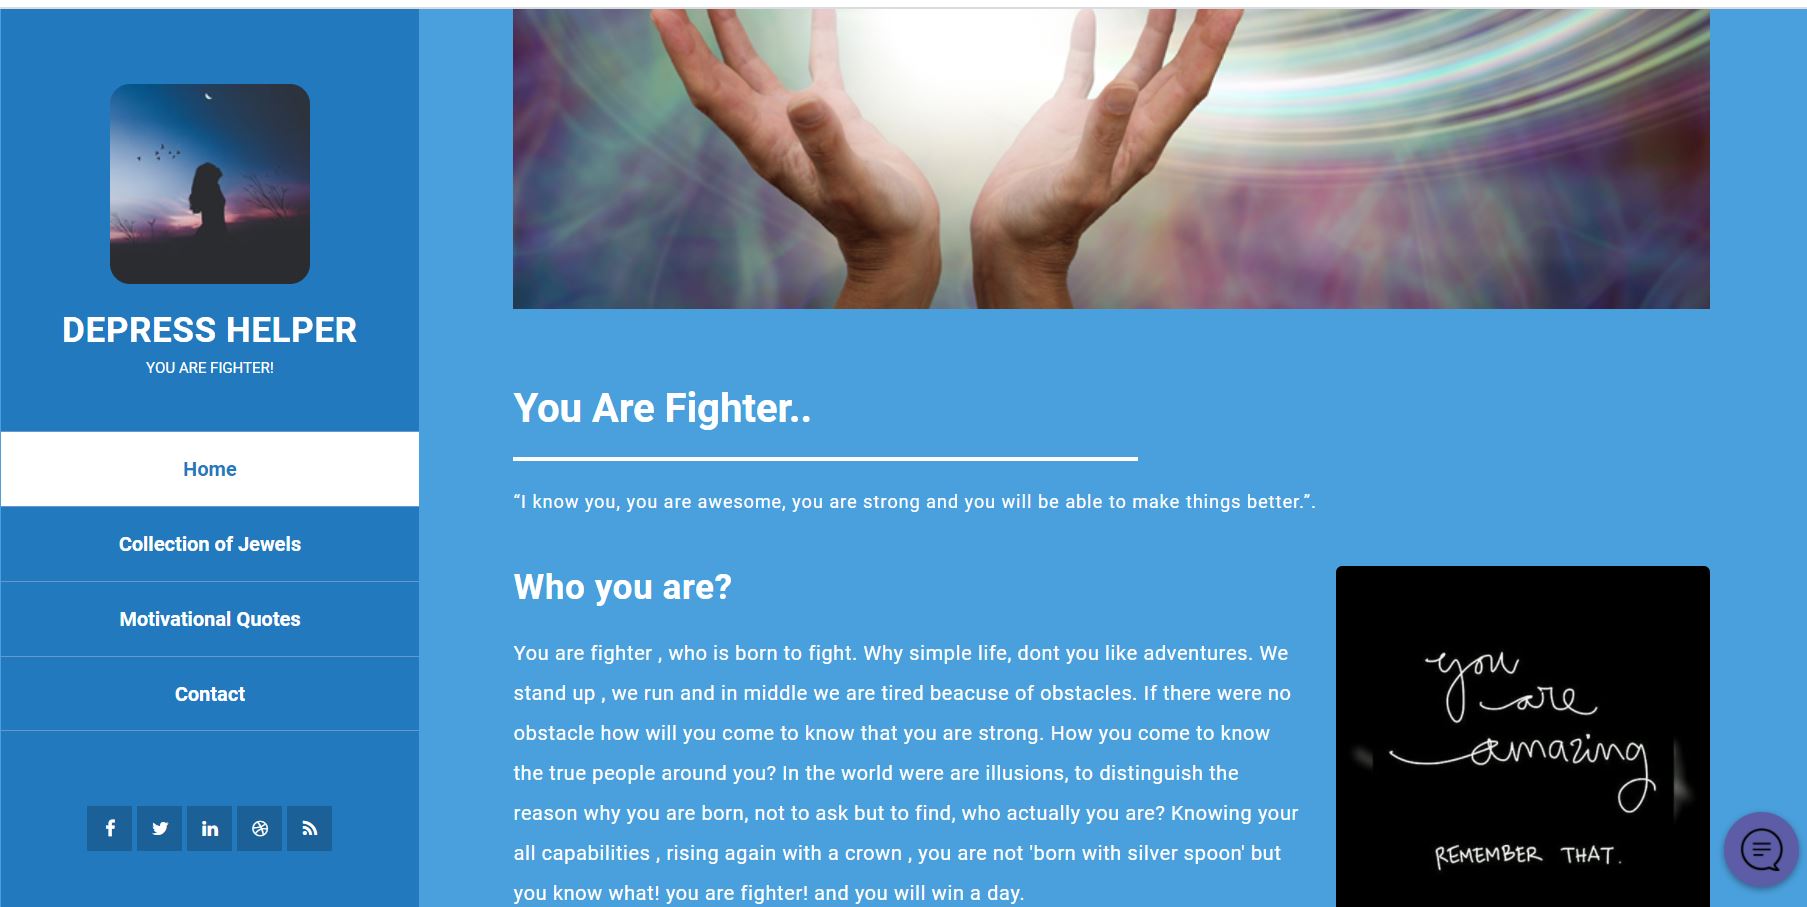 DEPRESS HELPER
YOU ARE FIGHTER!
Home
Collection of Jewels
Motivational Quotes
Contact
You Are Fighter..
“I know you, you are awesome, you are strong and you will be able to make things better.”.
Who you are?
You are fighter , who is born to fight. Why simple life, dont you like adventures. We
stand up , we run and in middle we are tired beacuse of obstacles. If there were no
obstacle how will you come to know that you are strong. How you come to know
the true people around you? In the world were are illusions, to distinguish the
reason why you are born, not to ask but to find, who actually you are? Knowing your
all capabilities , rising again with a crown , you are not 'born with silver spoon' but
you know what! you are fighter! and you will win a day.
you
are
amazing
REMEMBER THAT.